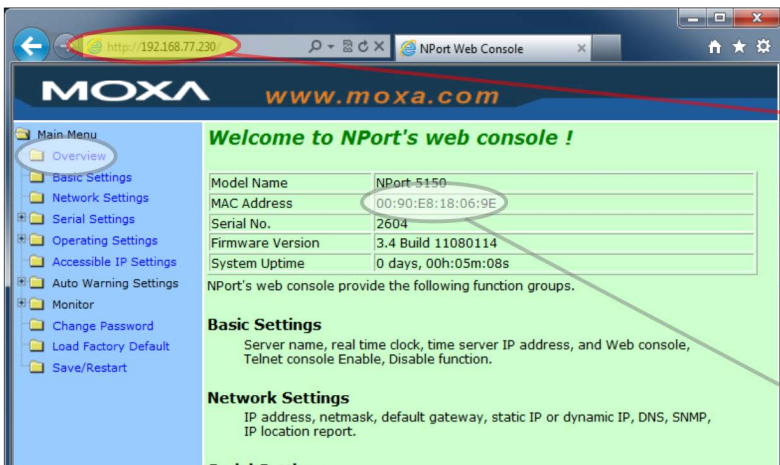 http://192.168.77.230/
NPort Web Console
MOXA
www.moxa.com
Main Menu
Overview
Basic Settings
Network Settings
Serial Settings
Operating Settings
Accessible IP Settings
Auto Warning Settings
Monitor
Change Password
Load Factory Default
Save/Restart
Welcome to NPort's web console !
Model Name NPort 5150
MAC Address 00:90:E8:18:06:9E
Serial No. 2604
Firmware Version 3.4 Build 11080114
System Uptime 0 days, 00h:05m:08s
NPort's web console provide the following function groups.
Basic Settings
Server name, real time clock, time server IP address, and Web console,
Telnet console Enable, Disable function.
Network Settings
IP address, netmask, default gateway, static IP or dynamic IP, DNS, SNMP,
IP location report.